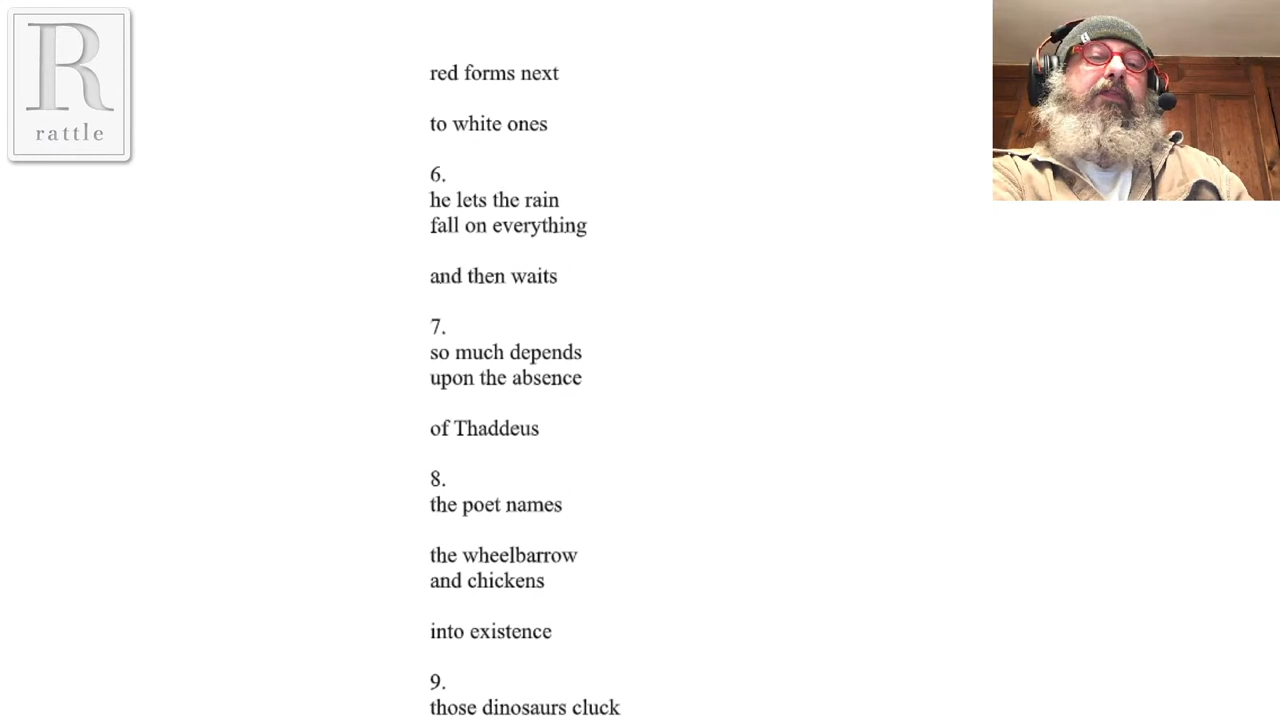 R
rattle
red forms next
to white ones
6.
he lets the rain
fall on everything
and then waits
7.
so much depends
upon the absence
of Thaddeus
8.
the poet names
the wheelbarrow
and chickens
into existence
9.
those dinosaurs cluck